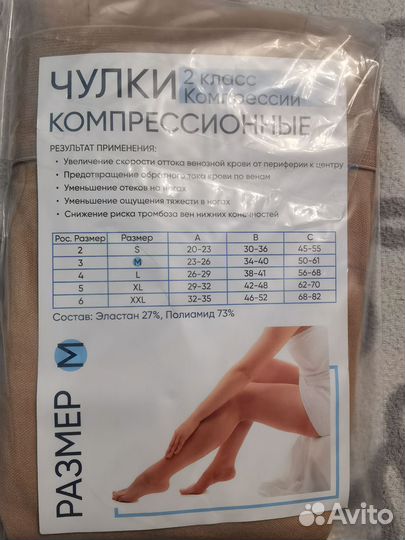 ЧУЛКИ 2 класс
Компрессии
КОМПРЕССИОННЫЕ
РЕЗУЛЬТАТ ПРИМЕНЕНИЯ:
• Увеличение скорости оттока венозной крови от периферии к центру
• Предотвращение обратного тока крови по венам
• Уменьшение отеков на ногах
• Уменьшение ощущения тяжести в ногах
• Снижение риска тромбоза вен нижних конечностей
Рос. Размер Размер A B C
2 S 20-23 30-36 45-55
3 M 23-26 34-40 50-61
4 L 26-29 38-41 56-68
5 XL 29-32 42-48 62-70
6 XXL 32-35 46-52 68-82
Состав: Эластан 27%, Полиамид 73%
РАЗМЕР M
Avito